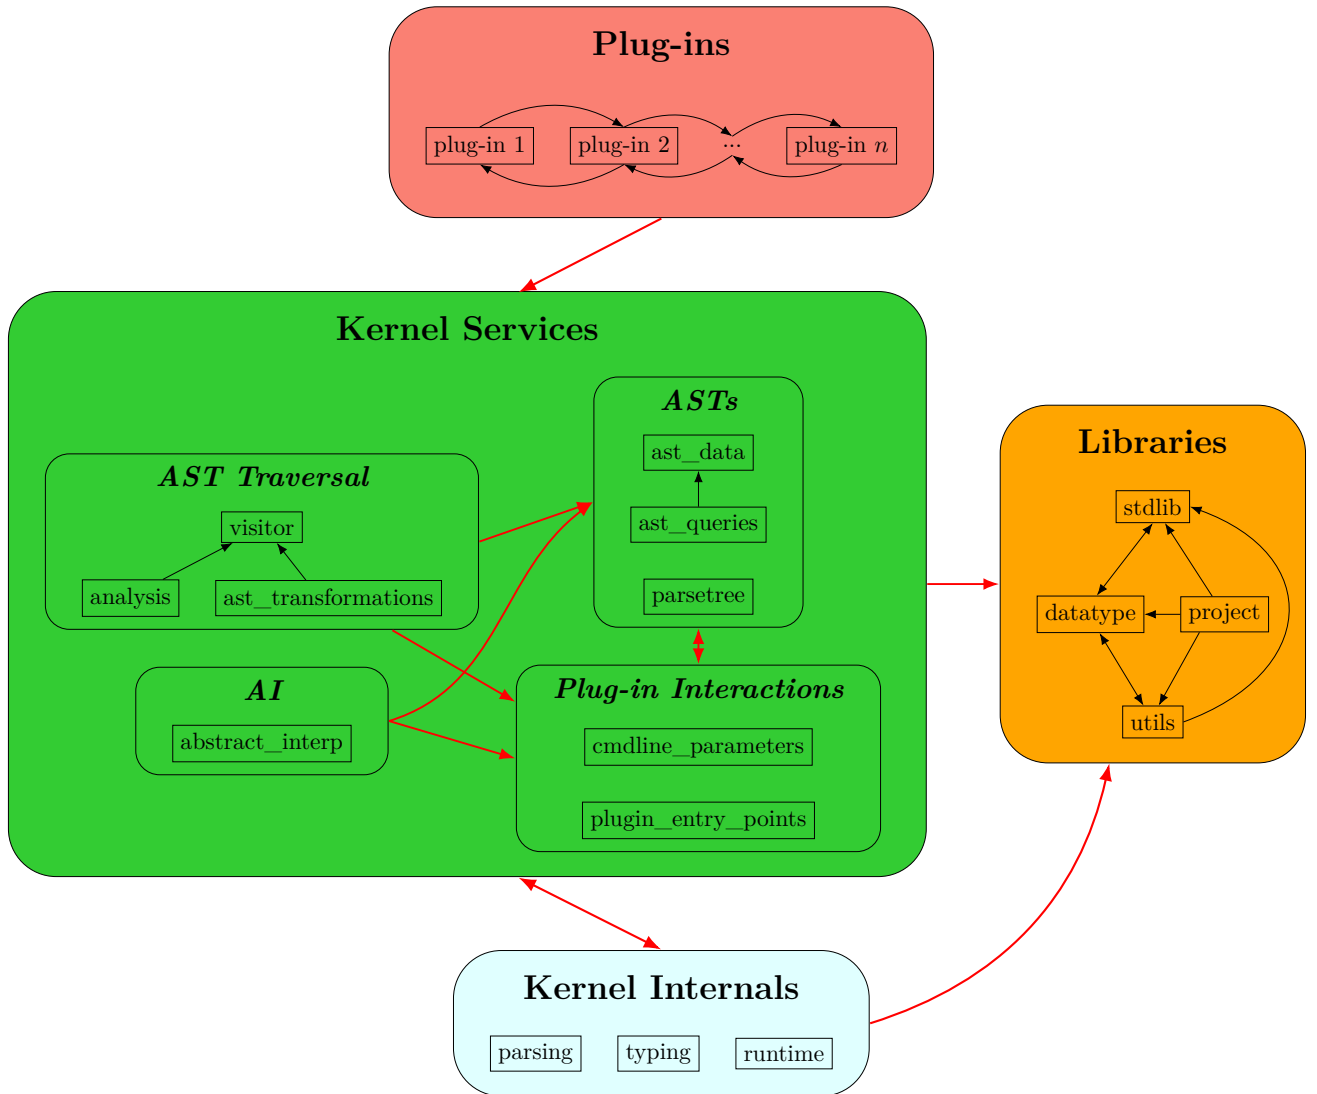 Plug-ins
plug-in 1 plug-in 2 ... plug-in n
Kernel Services
AST Traversal
visitor
analysis ast_transformations
ASTs
ast_data
ast_queries
parsetree
AI
abstract_interp
Plug-in Interactions
cmdline_parameters
plugin_entry_points
Libraries
stdlib
datatype project
utils
Kernel Internals
parsing typing runtime